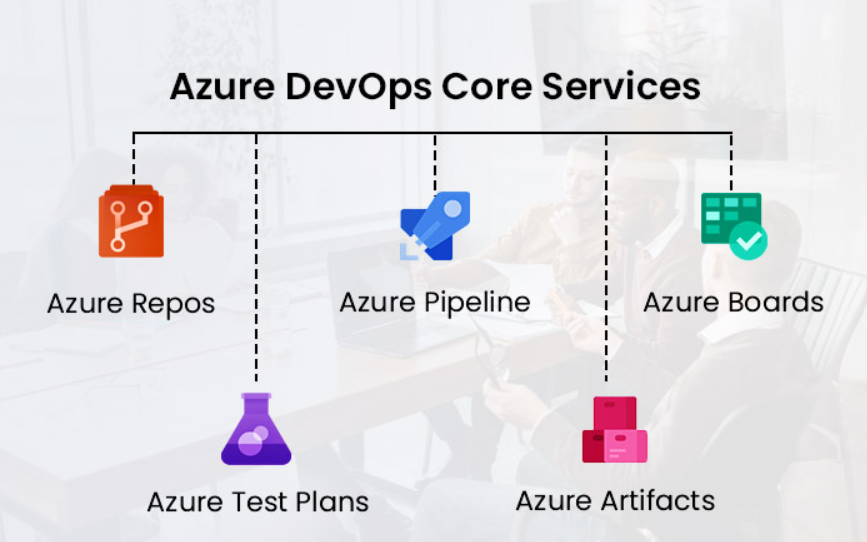 Azure DevOps Core Services
Azure Repos
Azure Pipeline
Azure Boards
Azure Test Plans
Azure Artifacts